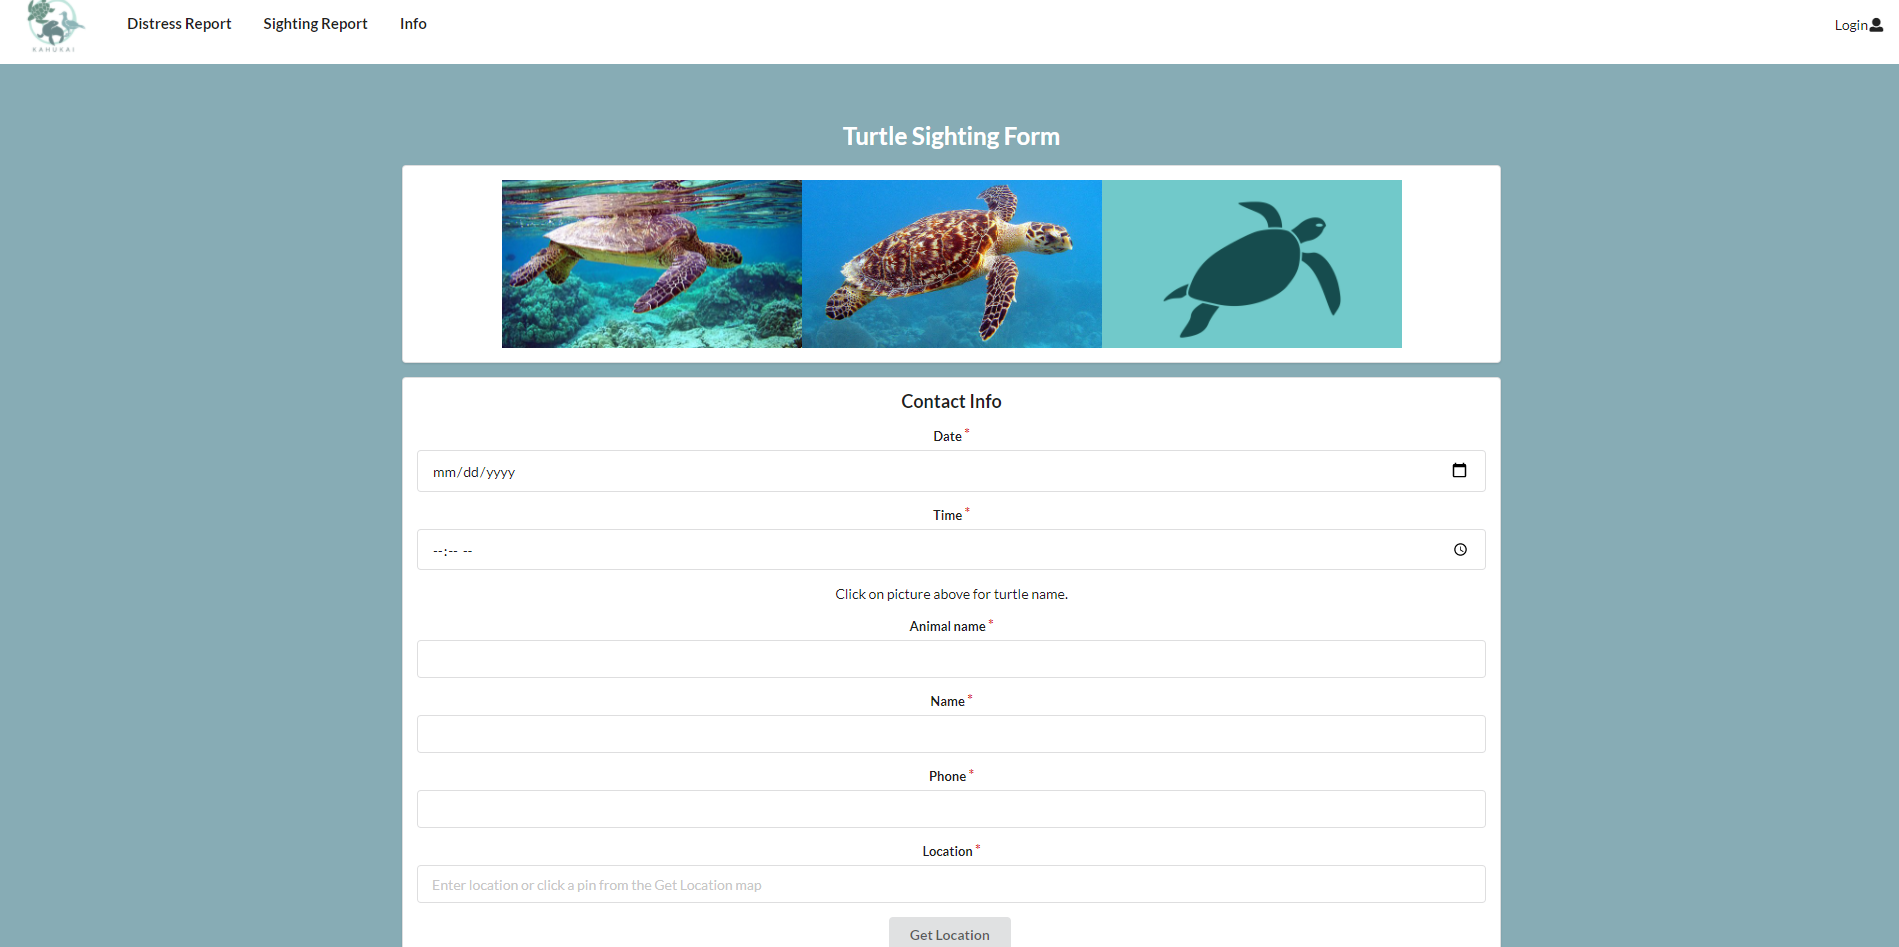 KAHUKAI
Distress Report
Sighting Report
Info
Login
Turtle Sighting Form
Contact Info
Date *
mm/dd/yyyy
Time *
--:-- --
Click on picture above for turtle name.
Animal name *
Name *
Phone *
Location *
Enter location or click a pin from the Get Location map
Get Location